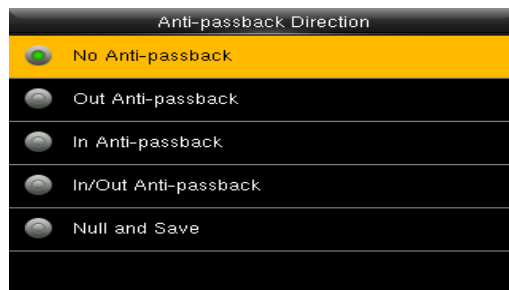 Anti-passback Direction
No Anti-passback
Out Anti-passback
In Anti-passback
In/Out Anti-passback
Null and Save